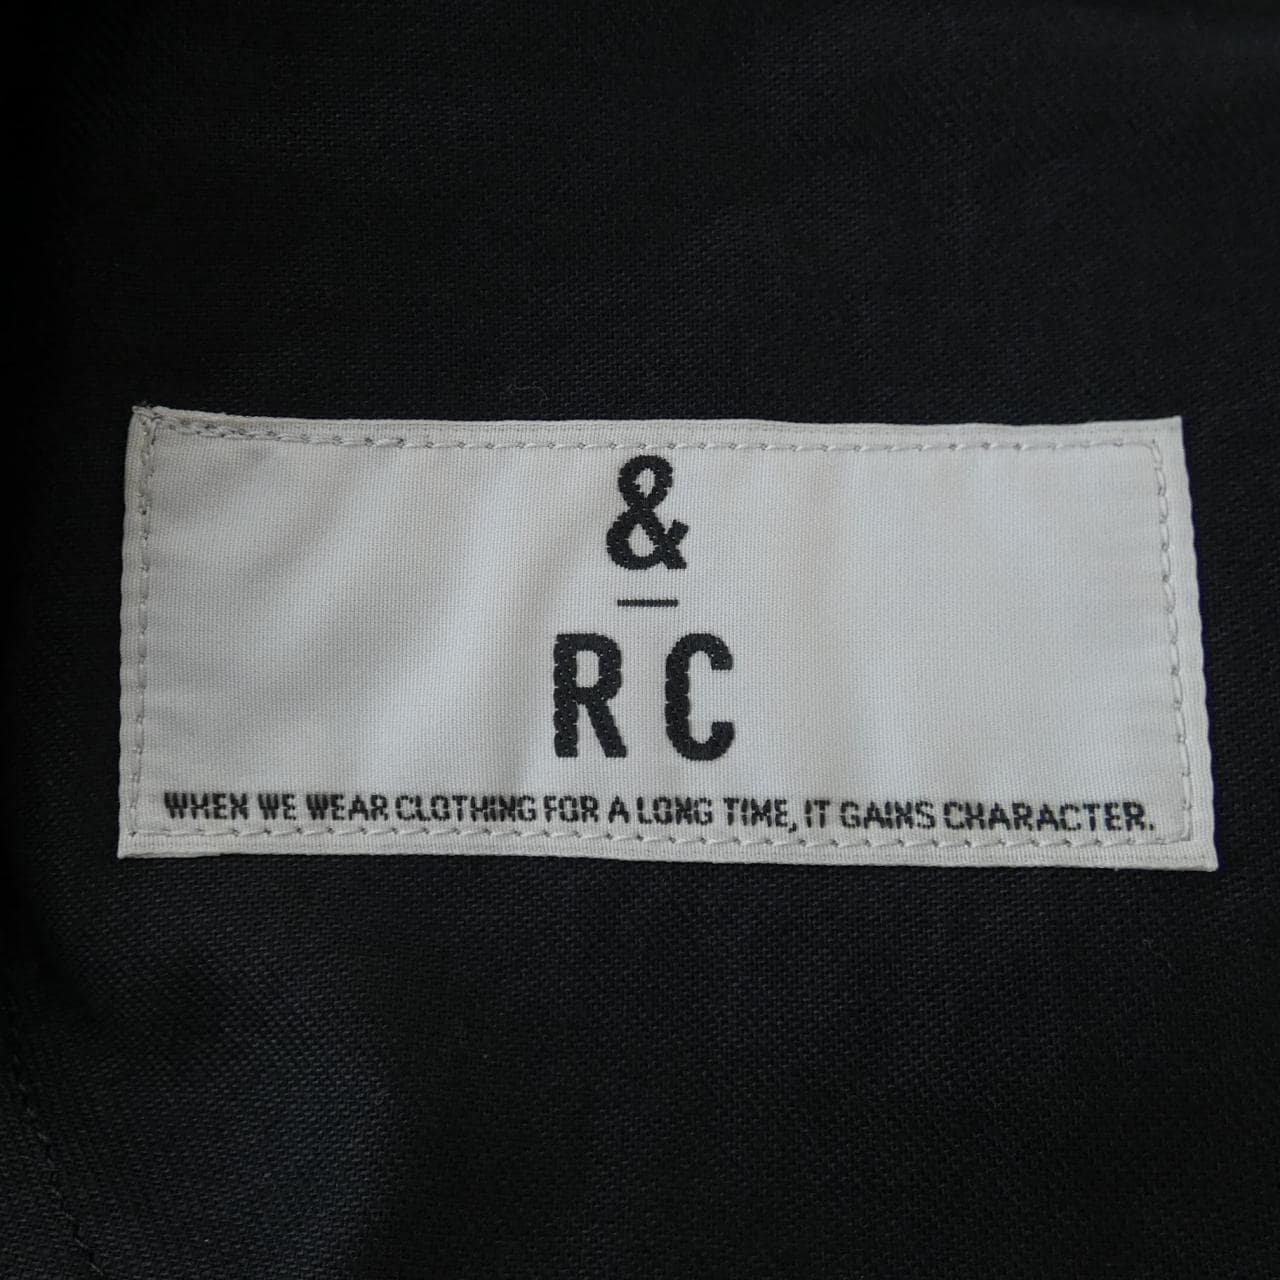 &
RC
WHEN WE WEAR CLOTHING FOR A LONG TIME, IT GAINS CHARACTER.